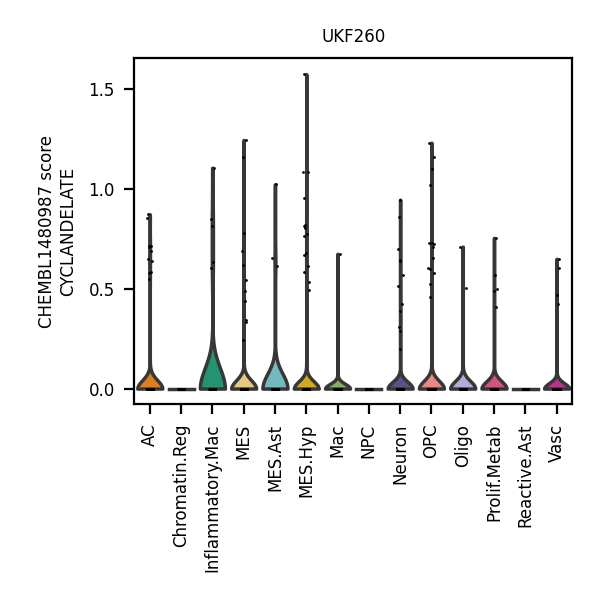 UKF260
CHEMBL1480987 score
CYCLANDELATE
1.5
1.0
0.5
0.0
AC
Chromatin.Reg
Inflammatory.Mac
MES
MES.Ast
MES.Hyp
Mac
NPC
Neuron
OPC
Oligo
Prolif.Metab
Reactive.Ast
Vasc